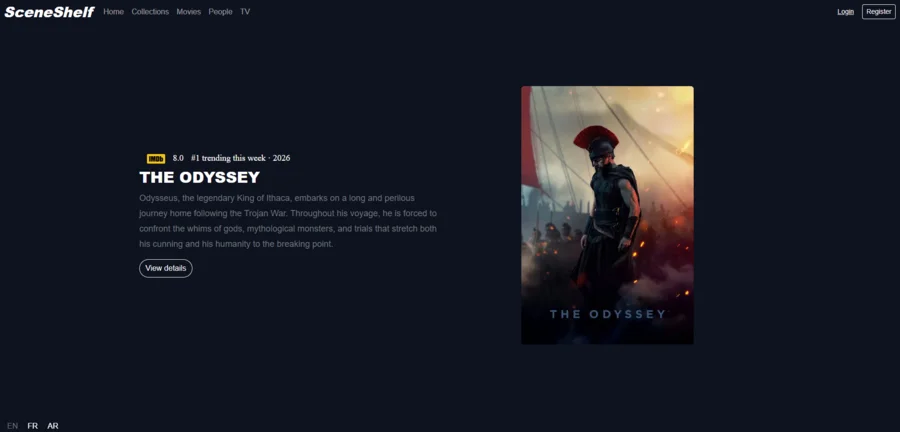 SceneShelf Home Collections Movies People TV Login Register
IMDb 8.0 #1 trending this week · 2026
THE ODYSSEY
Odysseus, the legendary King of Ithaca, embarks on a long and perilous
journey home following the Trojan War. Throughout his voyage, he is forced to
confront the whims of gods, mythological monsters, and trials that stretch both
his cunning and his humanity to the breaking point.
View details
THE ODYSSEY
EN FR AR